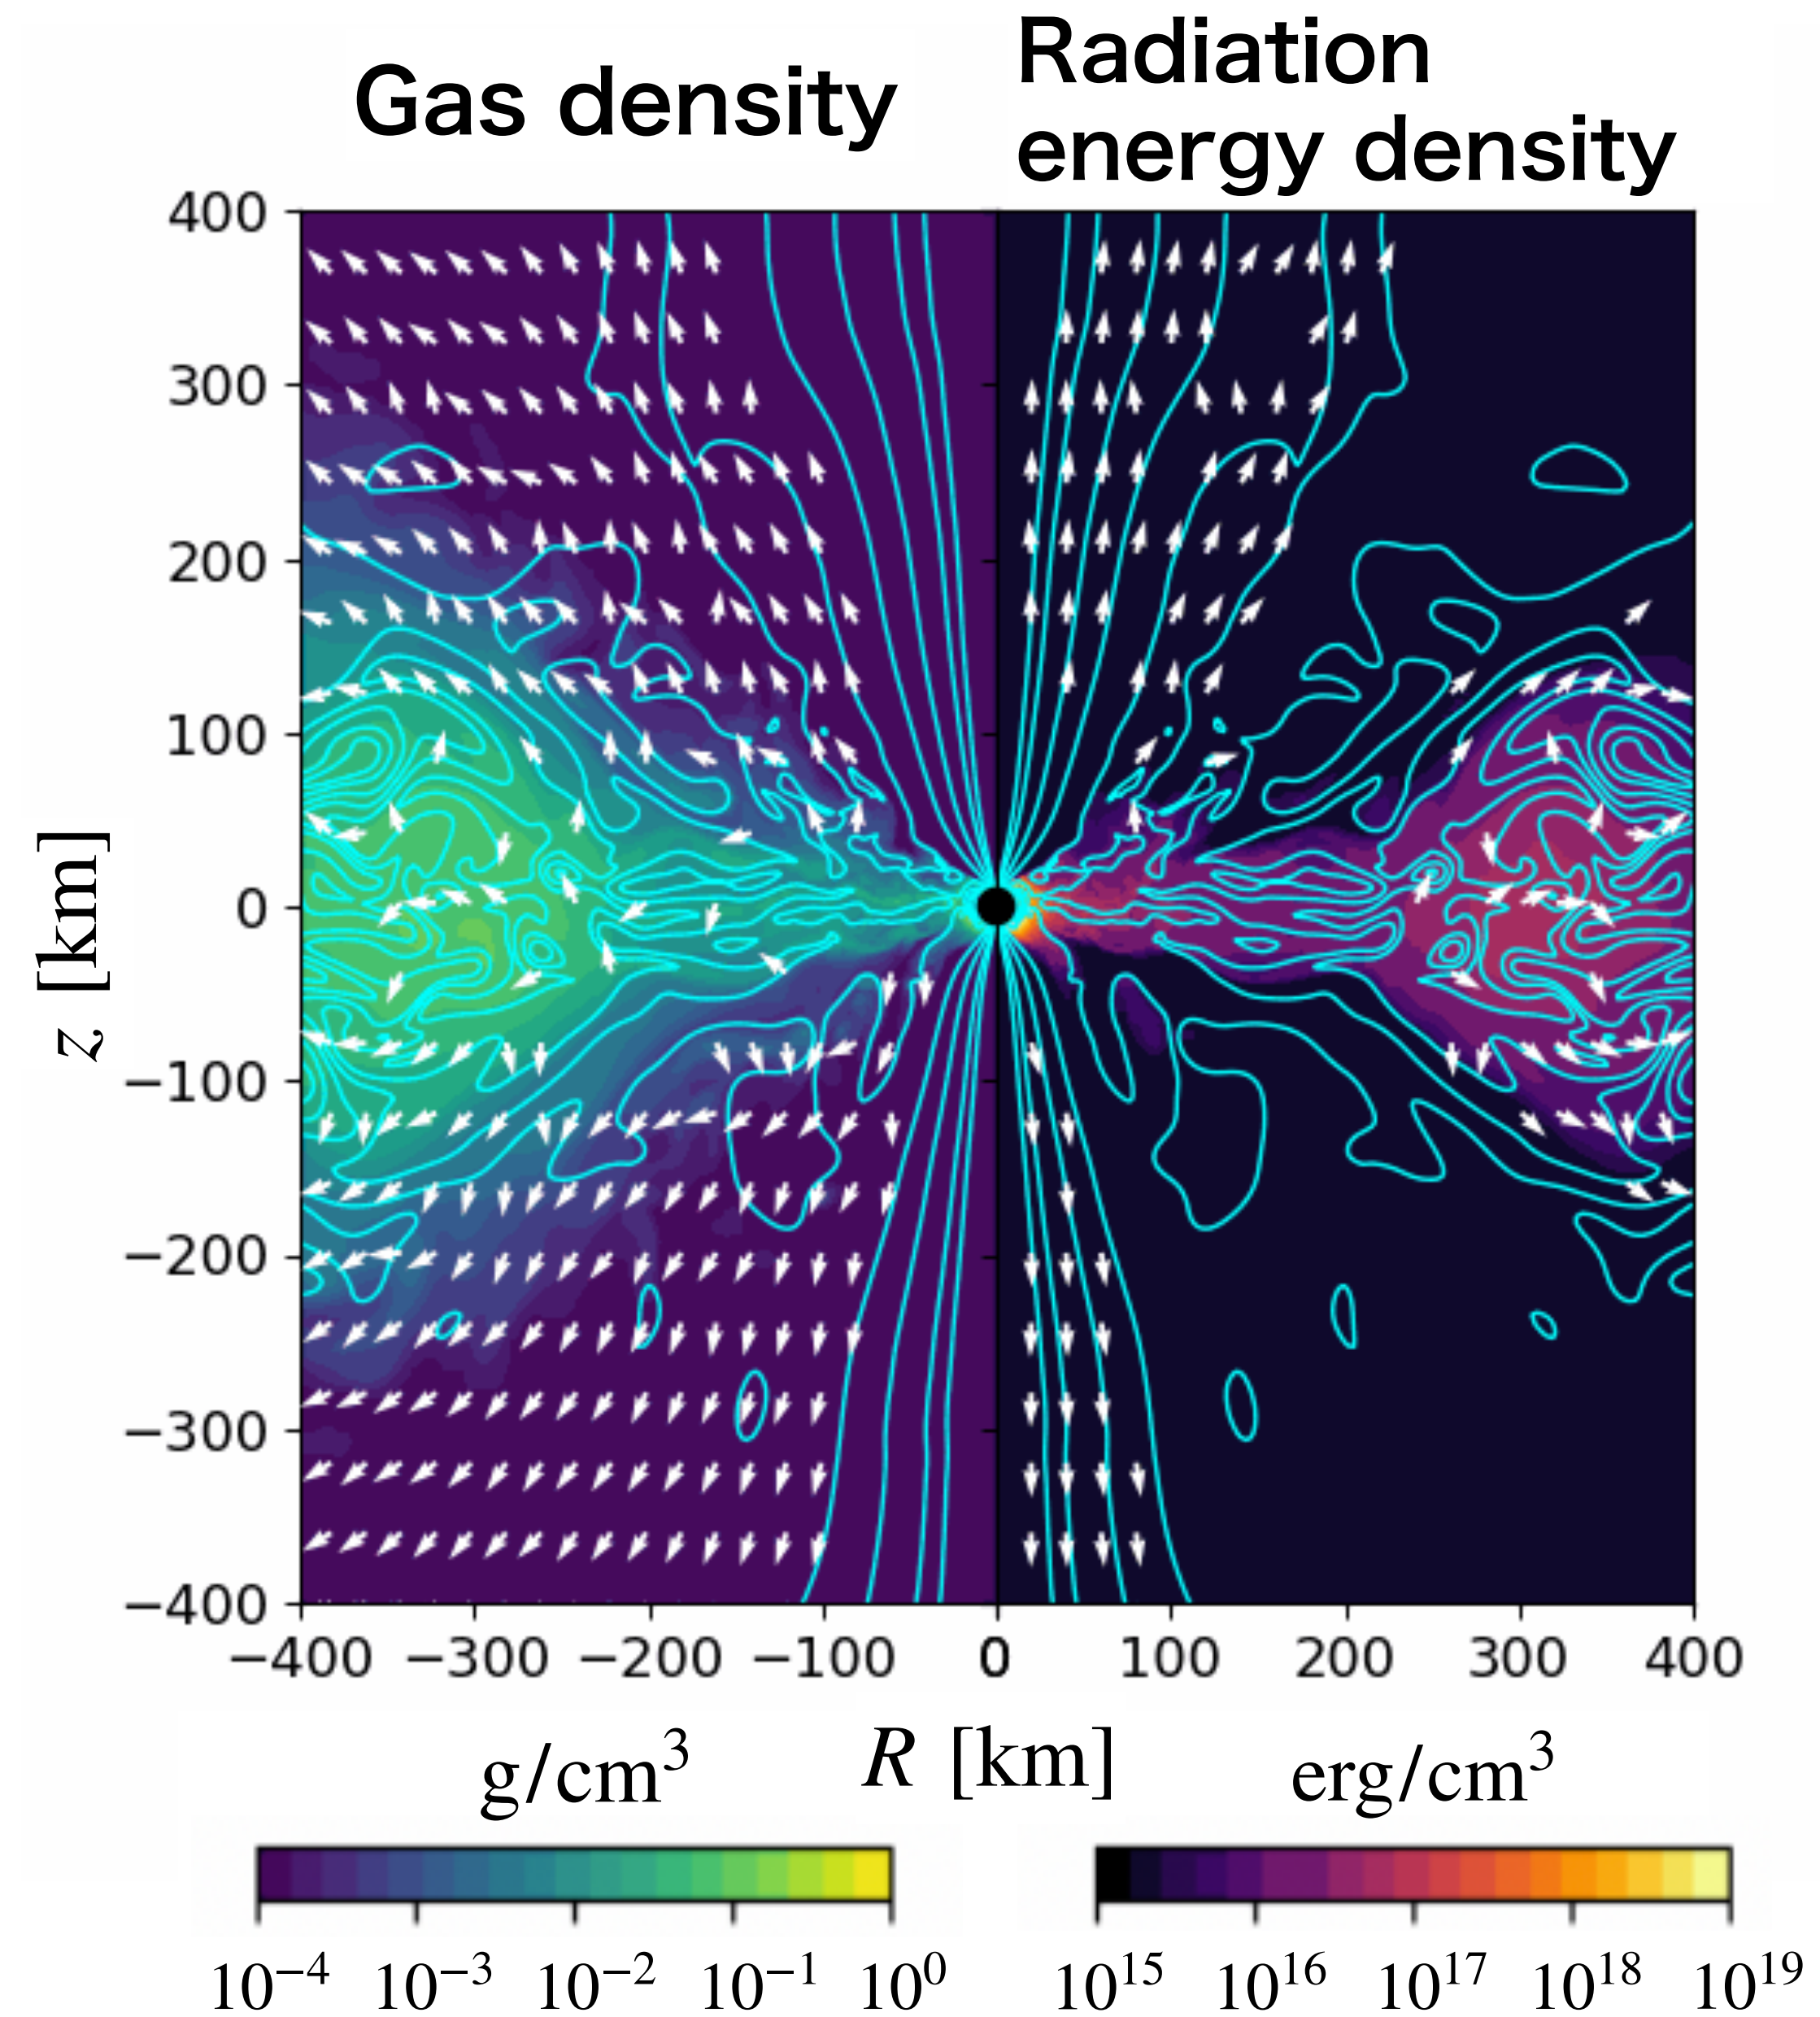 Gas density
Radiation
energy density
400
300
200
100
0
−100
−200
−300
−400
z [km]
−400 −300 −200 −100 0 100 200 300 400
R [km]
g/cm³
erg/cm³
10⁻⁴ 10⁻³ 10⁻² 10⁻¹ 10⁰
10¹⁵ 10¹⁶ 10¹⁷ 10¹⁸ 10¹⁹